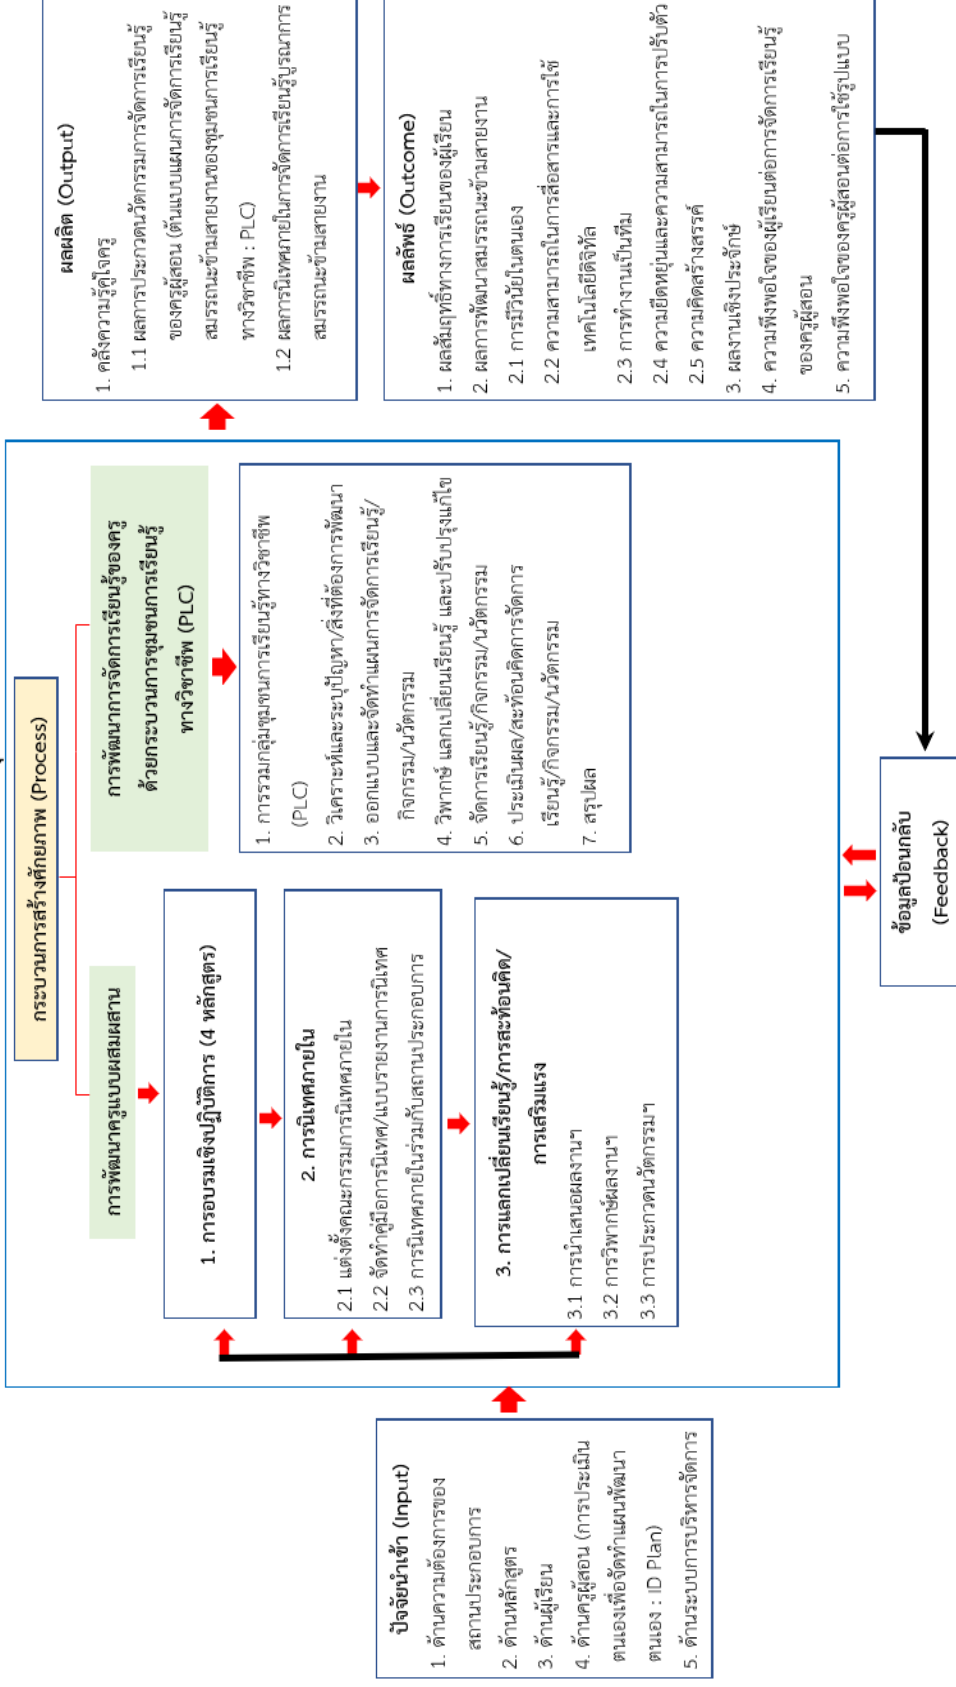 ปัจจัยนำเข้า (Input)
1. ด้านความต้องการของ
สถานประกอบการ
2. ด้านหลักสูตร
3. ด้านผู้เรียน
4. ด้านครูผู้สอน (การประเมิน
ตนเองเพื่อจัดทำแผนพัฒนา
ตนเอง : ID Plan)
5. ด้านระบบการบริหารจัดการ
กระบวนการสร้างศักยภาพ (Process)
การพัฒนาครูแบบผสมผสาน
1. การอบรมเชิงปฏิบัติการ (4 หลักสูตร)
2. การนิเทศภายใน
2.1 แต่งตั้งคณะกรรมการนิเทศภายใน
2.2 จัดทำคู่มือการนิเทศ/แบบรายงานการนิเทศ
2.3 การนิเทศภายในร่วมกับสถานประกอบการ
3. การแลกเปลี่ยนเรียนรู้/การสะท้อนคิด/
การเสริมแรง
3.1 การนำเสนอผลงานฯ
3.2 การวิพากษ์ผลงานฯ
3.3 การประกวดนวัตกรรมฯ
การพัฒนาการจัดการเรียนรู้ของครู
ด้วยกระบวนการชุมชนการเรียนรู้
ทางวิชาชีพ (PLC)
1. การรวมกลุ่มชุมชนการเรียนรู้ทางวิชาชีพ
(PLC)
2. วิเคราะห์และระบุปัญหา/สิ่งที่ต้องการพัฒนา
3. ออกแบบและจัดทำแผนการจัดการเรียนรู้/
กิจกรรม/นวัตกรรม
4. วิพากษ์ แลกเปลี่ยนเรียนรู้ และปรับปรุงแก้ไข
5. จัดการเรียนรู้/กิจกรรม/นวัตกรรม
6. ประเมินผล/สะท้อนคิดการจัดการ
เรียนรู้/กิจกรรม/นวัตกรรม
7. สรุปผล
ผลผลิต (Output)
1. คลังความรู้คู่ใจครู
1.1 ผลการประกวดนวัตกรรมการจัดการเรียนรู้
ของครูผู้สอน (ต้นแบบแผนการจัดการเรียนรู้
สมรรถนะข้ามสายงานของชุมชนการเรียนรู้
ทางวิชาชีพ : PLC)
1.2 ผลการนิเทศภายในการจัดการเรียนรู้บูรณาการ
สมรรถนะข้ามสายงาน
ผลลัพธ์ (Outcome)
1. ผลสัมฤทธิ์ทางการเรียนของผู้เรียน
2. ผลการพัฒนาสมรรถนะข้ามสายงาน
2.1 การมีวินัยในตนเอง
2.2 ความสามารถในการสื่อสารและการใช้
เทคโนโลยีดิจิทัล
2.3 การทำงานเป็นทีม
2.4 ความยืดหยุ่นและความสามารถในการปรับตัว
2.5 ความคิดสร้างสรรค์
3. ผลงานเชิงประจักษ์
4. ความพึงพอใจของผู้เรียนต่อการจัดการเรียนรู้
ของครูผู้สอน
5. ความพึงพอใจของครูผู้สอนต่อการใช้รูปแบบ
ข้อมูลป้อนกลับ
(Feedback)